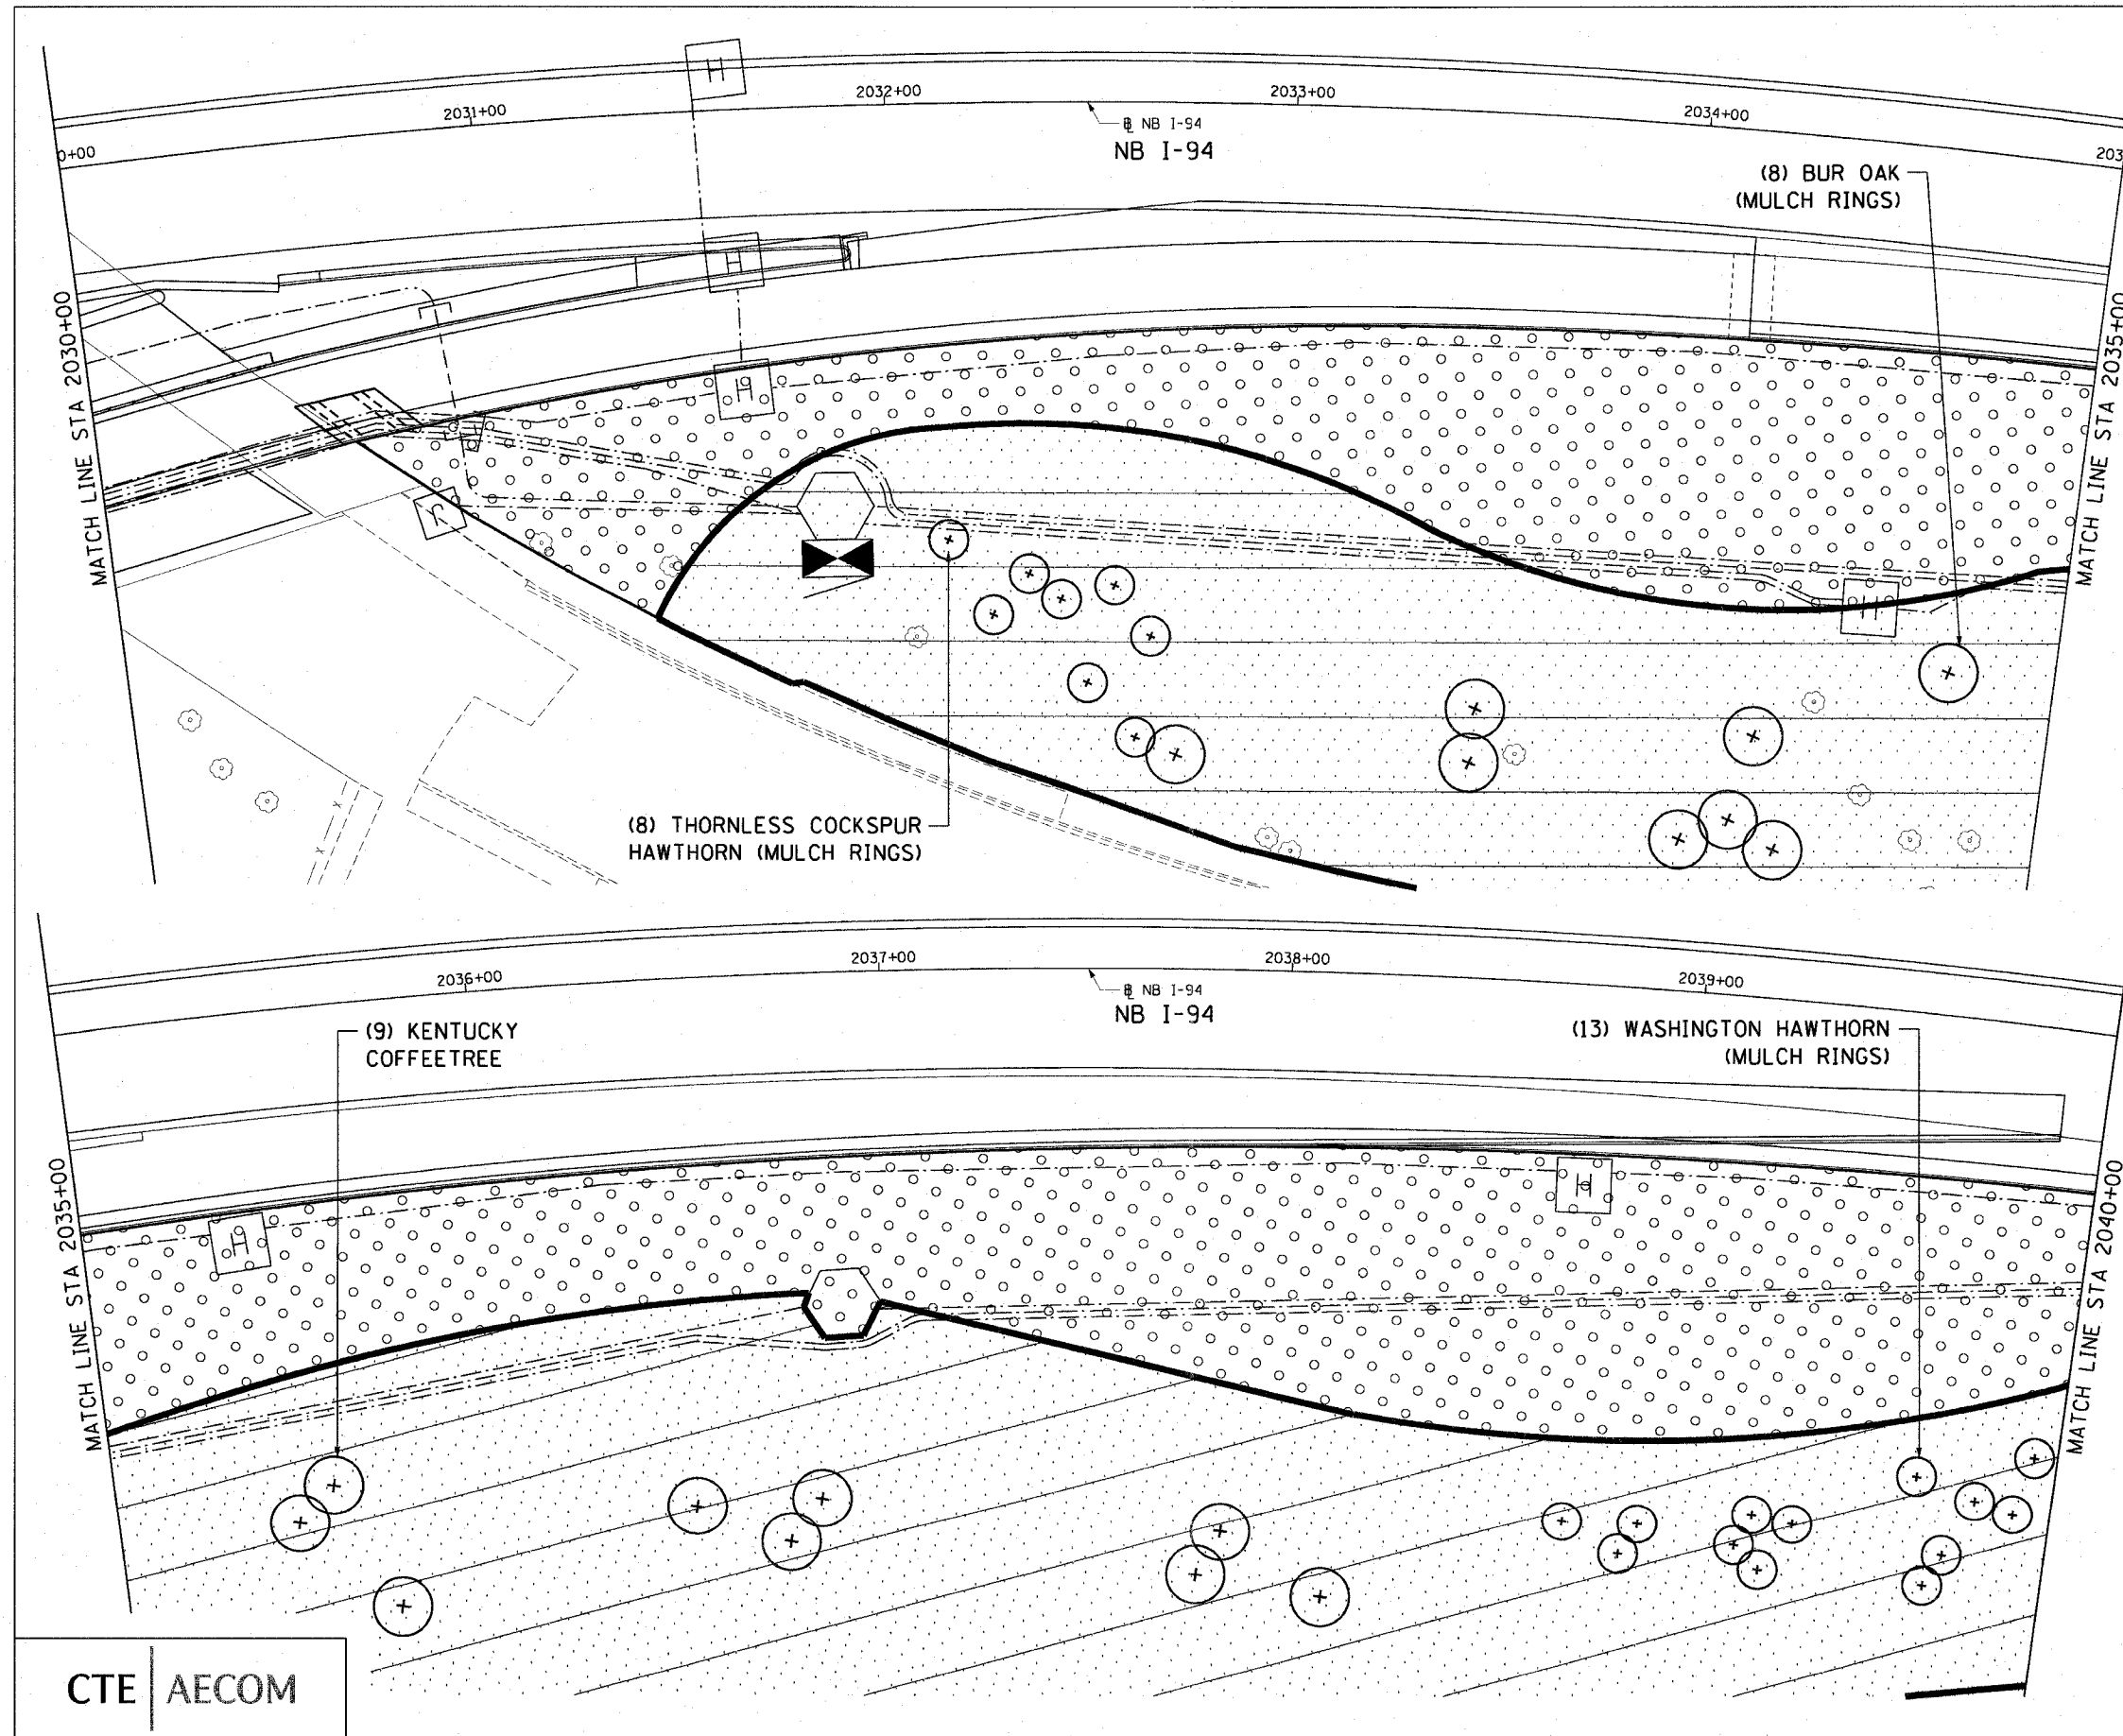 2031+00
2032+00
2033+00
2034+00
0+00
203
℄ NB I-94
NB I-94
(8) BUR OAK
(MULCH RINGS)
MATCH LINE STA 2030+00
MATCH LINE STA 2035+00
H
H
H
H
(8) THORNLESS COCKSPUR
HAWTHORN (MULCH RINGS)
2036+00
2037+00
2038+00
2039+00
℄ NB I-94
NB I-94
(9) KENTUCKY
COFFEETREE
(13) WASHINGTON HAWTHORN
(MULCH RINGS)
MATCH LINE STA 2035+00
MATCH LINE STA 2040+00
H
H
CTE AECOM